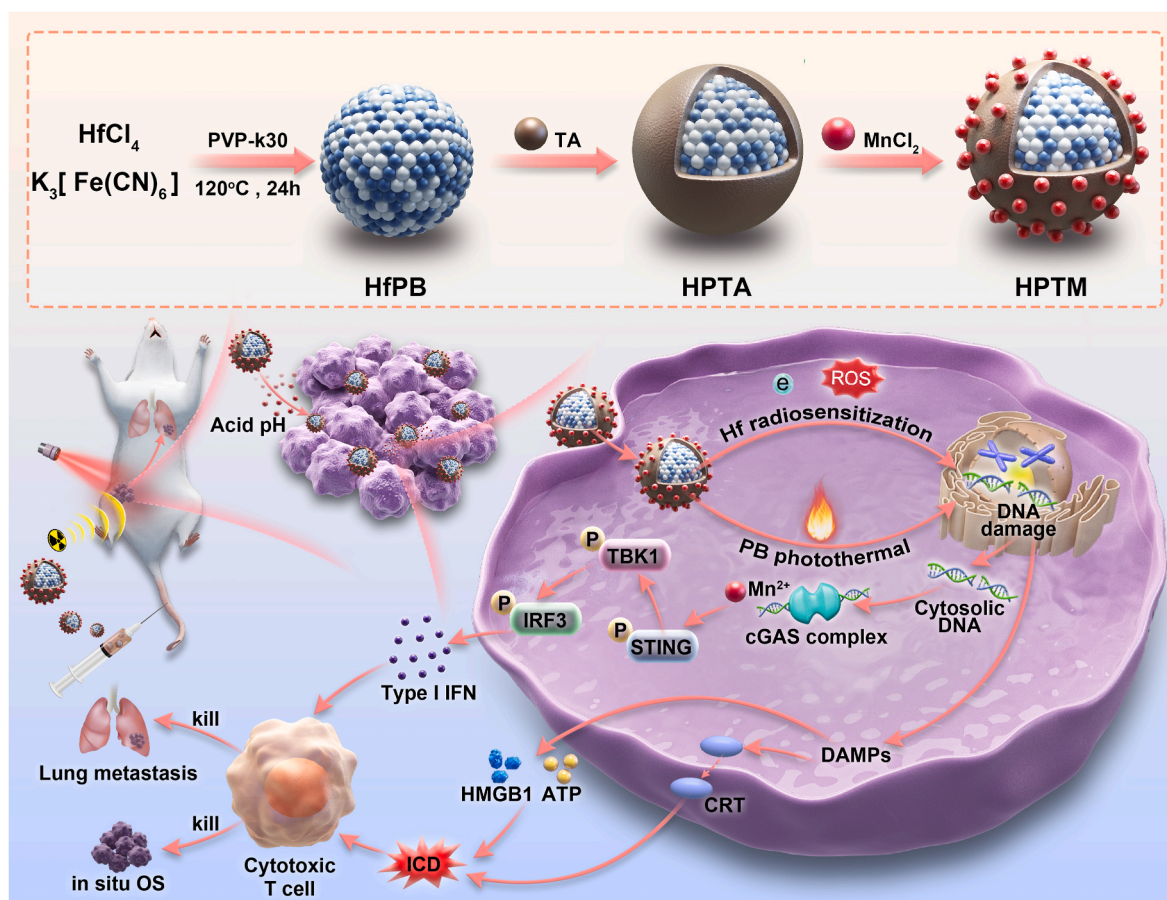 HfCl₄
K₃[ Fe(CN)₆ ]
PVP-k30
120°C , 24h
HfPB
TA
HPTA
MnCl₂
HPTM
Acid pH
e
ROS
Hf radiosensitization
PB photothermal
DNA
damage
Cytosolic
DNA
Mn²⁺
cGAS complex
P
STING
P
TBK1
P
IRF3
Type I IFN
DAMPs
CRT
HMGB1 ATP
ICD
Cytotoxic
T cell
kill
Lung metastasis
kill
in situ OS